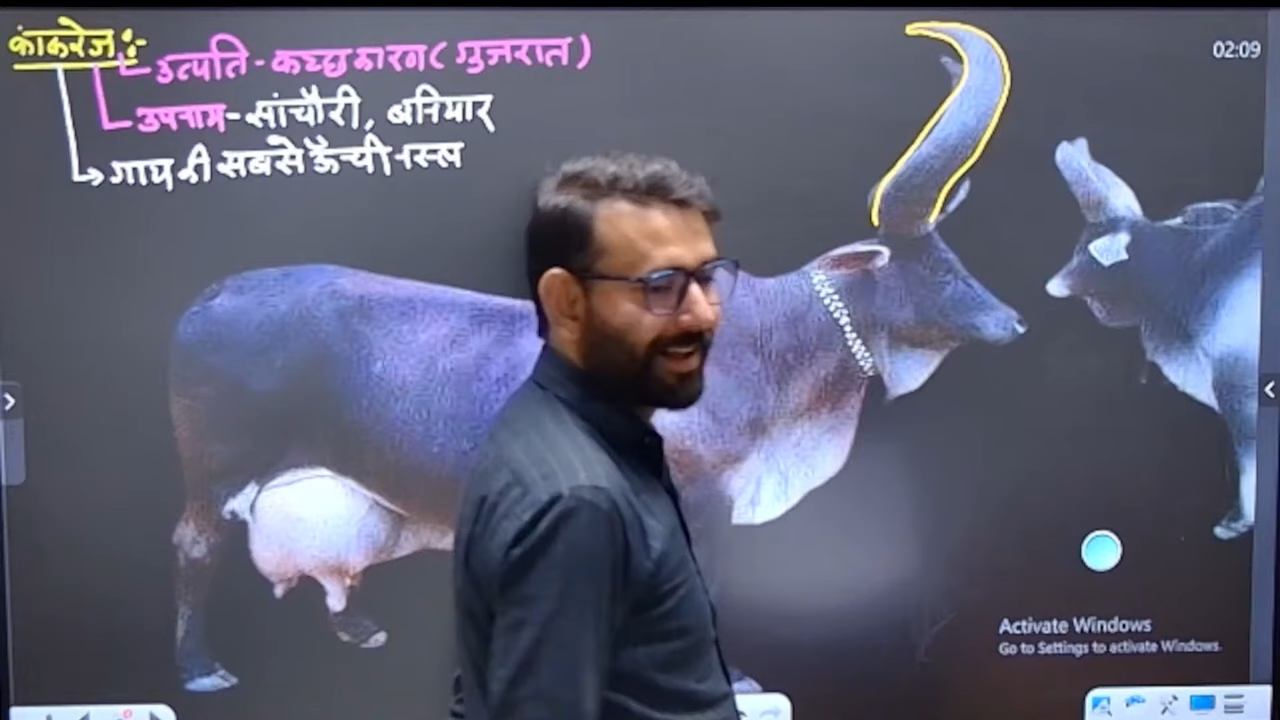 कांकरेज :-
उत्पति - कच्छ का रण ( गुजरात )
02:09
उपनाम - सांचौरी, बनियार
गाय की सबसे ऊँची नस्ल
Activate Windows
Go to Settings to activate Windows.